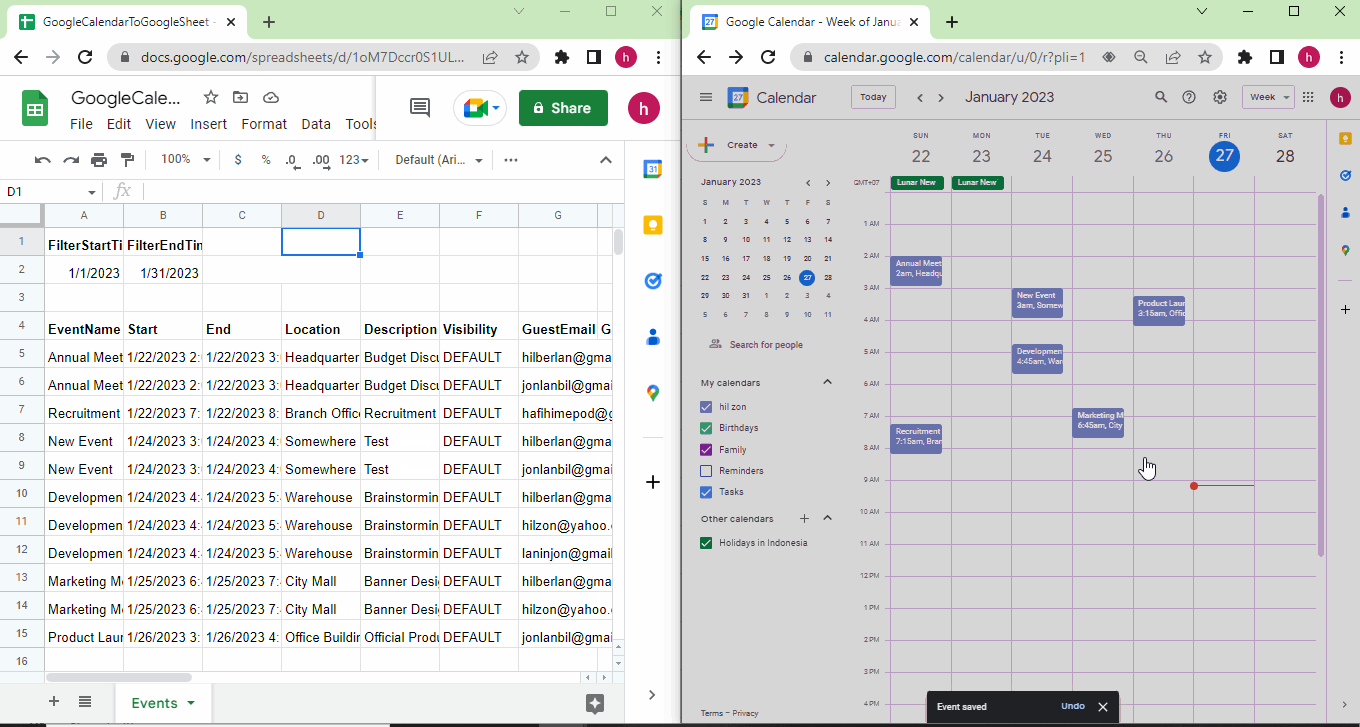 GoogleCalendarToGoogleSheet -
docs.google.com/spreadsheets/d/1oM7Dccr0S1UL...
h
GoogleCale...
File Edit View Insert Format Data Tools
Share
h
100% $ % .0 .00 123 Default (Ari...
D1
fx
A B C D E F G
1 FilterStartTi FilterEndTin
2 1/1/2023 1/31/2023
3
4 EventName Start End Location Description Visibility GuestEmail G
5 Annual Meet 1/22/2023 2: 1/22/2023 3: Headquarter Budget Discu DEFAULT hilberlan@gma
6 Annual Meet 1/22/2023 2: 1/22/2023 3: Headquarter Budget Discu DEFAULT jonlanbil@gmai
7 Recruitment 1/22/2023 7: 1/22/2023 8: Branch Office Recruitment DEFAULT hafihimepod@g
8 New Event 1/24/2023 3: 1/24/2023 4: Somewhere Test DEFAULT hilberlan@gma
9 New Event 1/24/2023 3: 1/24/2023 4: Somewhere Test DEFAULT jonlanbil@gmai
10 Developmen 1/24/2023 4: 1/24/2023 5: Warehouse Brainstormin DEFAULT hilberlan@gma
11 Developmen 1/24/2023 4: 1/24/2023 5: Warehouse Brainstormin DEFAULT hilzon@yahoo.
12 Developmen 1/24/2023 4: 1/24/2023 5: Warehouse Brainstormin DEFAULT laninjon@gmail
13 Marketing Me 1/25/2023 6: 1/25/2023 7: City Mall Banner Desi DEFAULT hilberlan@gma
14 Marketing Me 1/25/2023 6: 1/25/2023 7: City Mall Banner Desi DEFAULT hilzon@yahoo.
15 Product Laur 1/26/2023 3: 1/26/2023 4: Office Buildin Official Produ DEFAULT jonlanbil@gmai
16
Events
31
27 Google Calendar - Week of Janua
calendar.google.com/calendar/u/0/r?pli=1
h
27 Calendar Today January 2023 Week h
Create
January 2023
S M T W T F S
1 2 3 4 5 6 7
8 9 10 11 12 13 14
15 16 17 18 19 20 21
22 23 24 25 26 27 28
29 30 31 1 2 3 4
5 6 7 8 9 10 11
Search for people
My calendars
hil zon
Birthdays
Family
Reminders
Tasks
Other calendars
Holidays in Indonesia
Terms – Privacy
SUN MON TUE WED THU FRI SAT
22 23 24 25 26 27 28
GMT+07
Lunar New Lunar New
1 AM
2 AM
3 AM
4 AM
5 AM
6 AM
7 AM
8 AM
9 AM
10 AM
11 AM
12 PM
1 PM
2 PM
3 PM
4 PM
Annual Meet
2am, Headqu
Recruitment
7:15am, Bran
New Event
3am, Somew
Developmen
4:45am, War
Marketing M
6:45am, City
Product Laur
3:15am, Offic
Event saved Undo